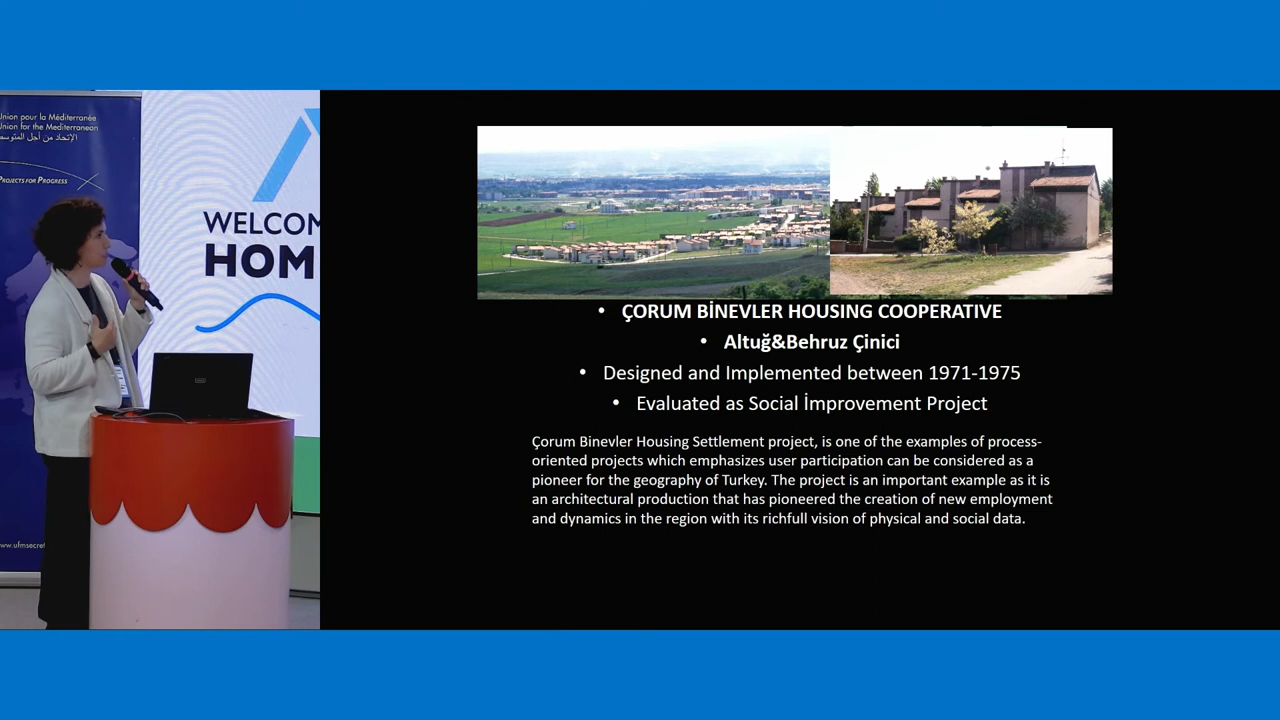 Union pour la Méditerranée
Union for the Mediterranean
الإتحاد من أجل المتوسط
PROJECTS FOR PROGRESS
WELCOM
HOM
www.ufmsecret
• ÇORUM BİNEVLER HOUSING COOPERATIVE
• Altuğ&Behruz Çinici
• Designed and Implemented between 1971-1975
• Evaluated as Social İmprovement Project
Çorum Binevler Housing Settlement project, is one of the examples of process-
oriented projects which emphasizes user participation can be considered as a
pioneer for the geography of Turkey. The project is an important example as it is
an architectural production that has pioneered the creation of new employment
and dynamics in the region with its richfull vision of physical and social data.